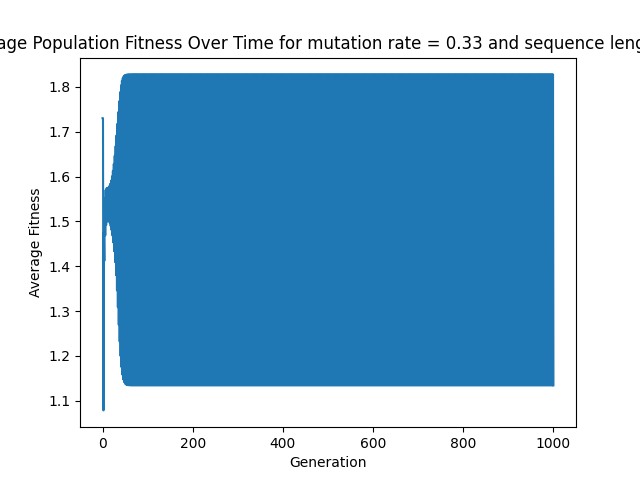 age Population Fitness Over Time for mutation rate = 0.33 and sequence leng
1.8
1.7
1.6
1.5
1.4
1.3
1.2
1.1
Average Fitness
0 200 400 600 800 1000
Generation